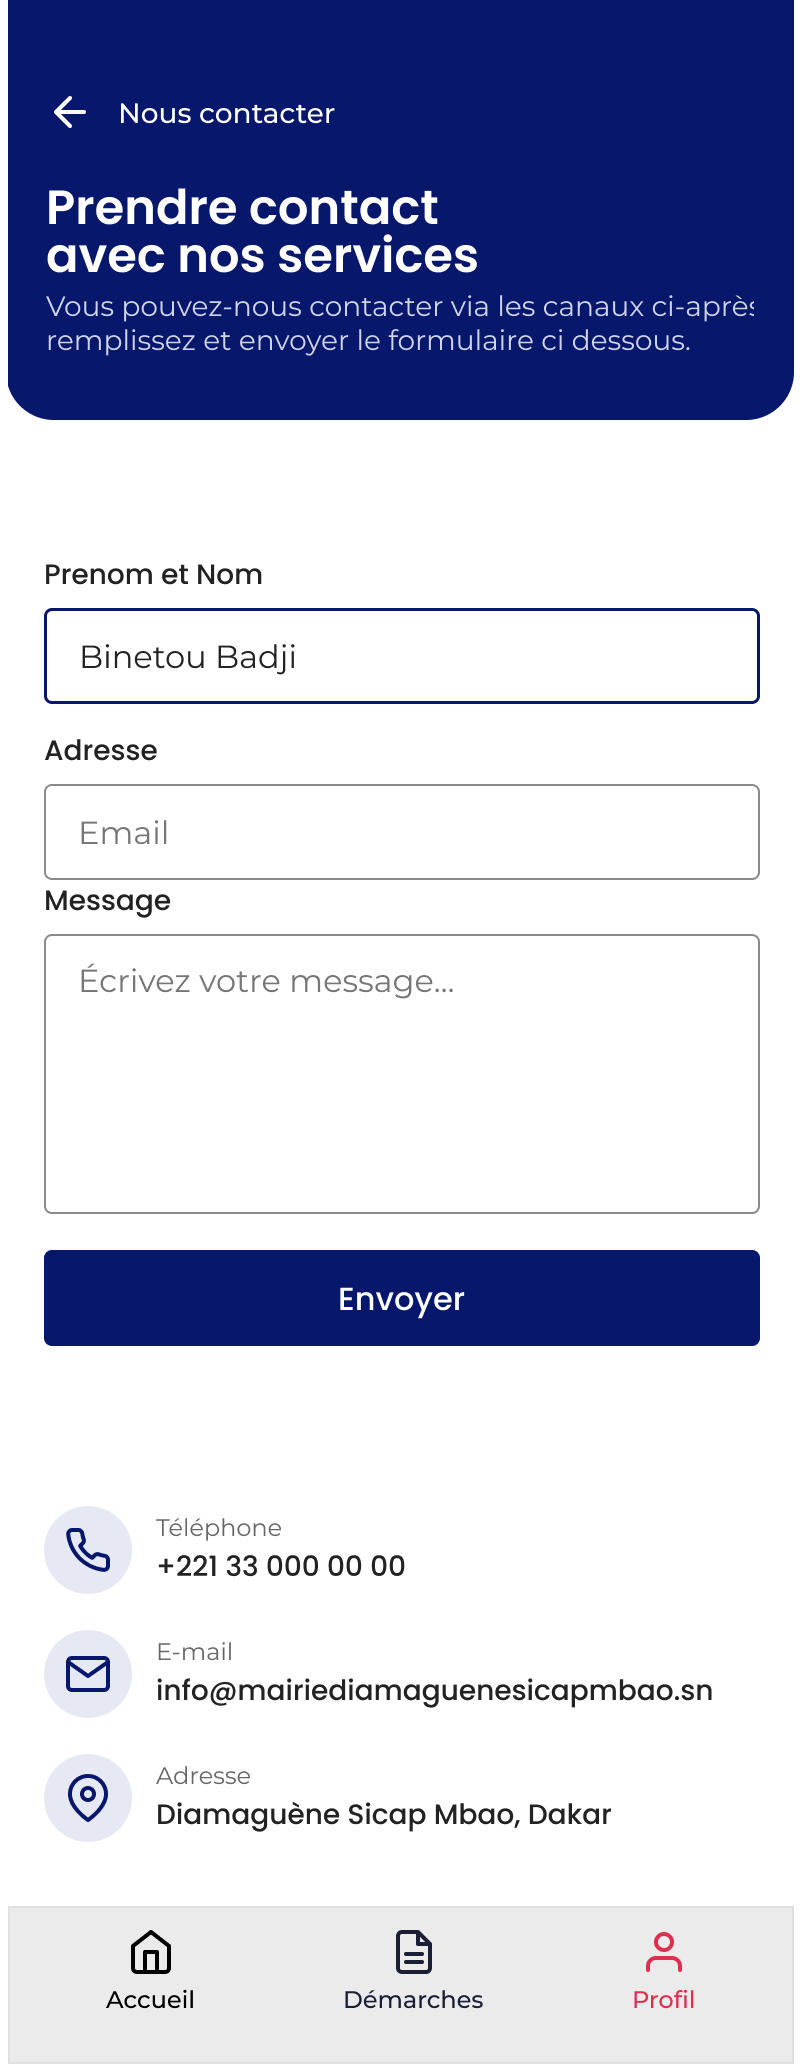 Nous contacter
Prendre contact
avec nos services
Vous pouvez-nous contacter via les canaux ci-après
remplissez et envoyer le formulaire ci dessous.
Prenom et Nom
Binetou Badji
Adresse
Email
Message
Écrivez votre message...
Envoyer
Téléphone
+221 33 000 00 00
E-mail
info@mairiediamaguenesicapmbao.sn
Adresse
Diamaguène Sicap Mbao, Dakar
Accueil
Démarches
Profil